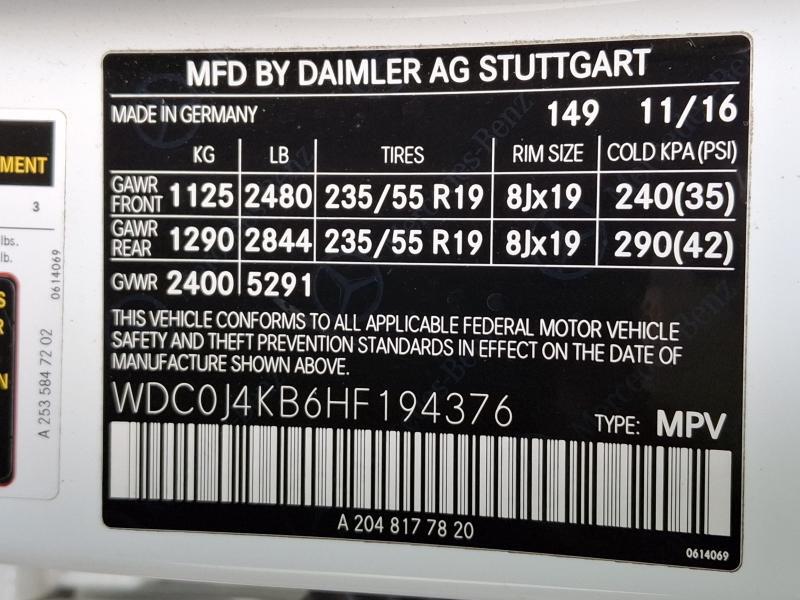 MFD BY DAIMLER AG STUTTGART
MADE IN GERMANY 149 11/16
KG LB TIRES RIM SIZE COLD KPA(PSI)
GAWR FRONT 1125 2480 235/55 R19 8Jx19 240(35)
GAWR REAR 1290 2844 235/55 R19 8Jx19 290(42)
GVWR 2400 5291
THIS VEHICLE CONFORMS TO ALL APPLICABLE FEDERAL MOTOR VEHICLE
SAFETY AND THEFT PREVENTION STANDARDS IN EFFECT ON THE DATE OF
MANUFACTURE SHOWN ABOVE.
WDC0J4KB6HF194376 TYPE: MPV
A 204 817 78 20
0614069
MENT
3
lbs.
lb.
0614069
A 253 584 72 02
S
R
N